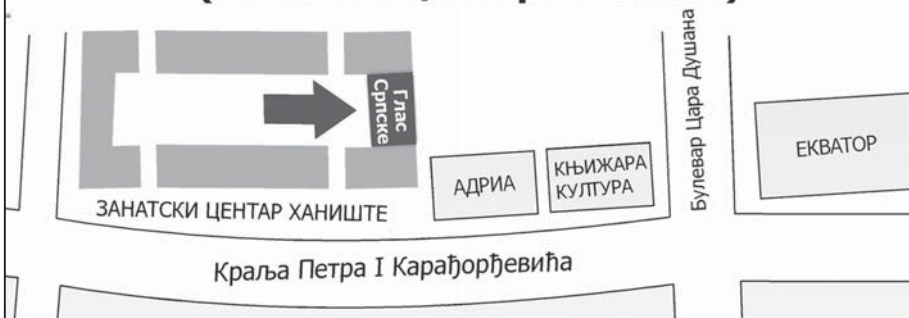 Глас
Српске
АДРИА
КЊИЖАРА
КУЛТУРА
Булевар Цара Душана
ЕКВАТОР
ЗАНАТСКИ ЦЕНТАР ХАНИШТЕ
Краља Петра I Карађорђевића